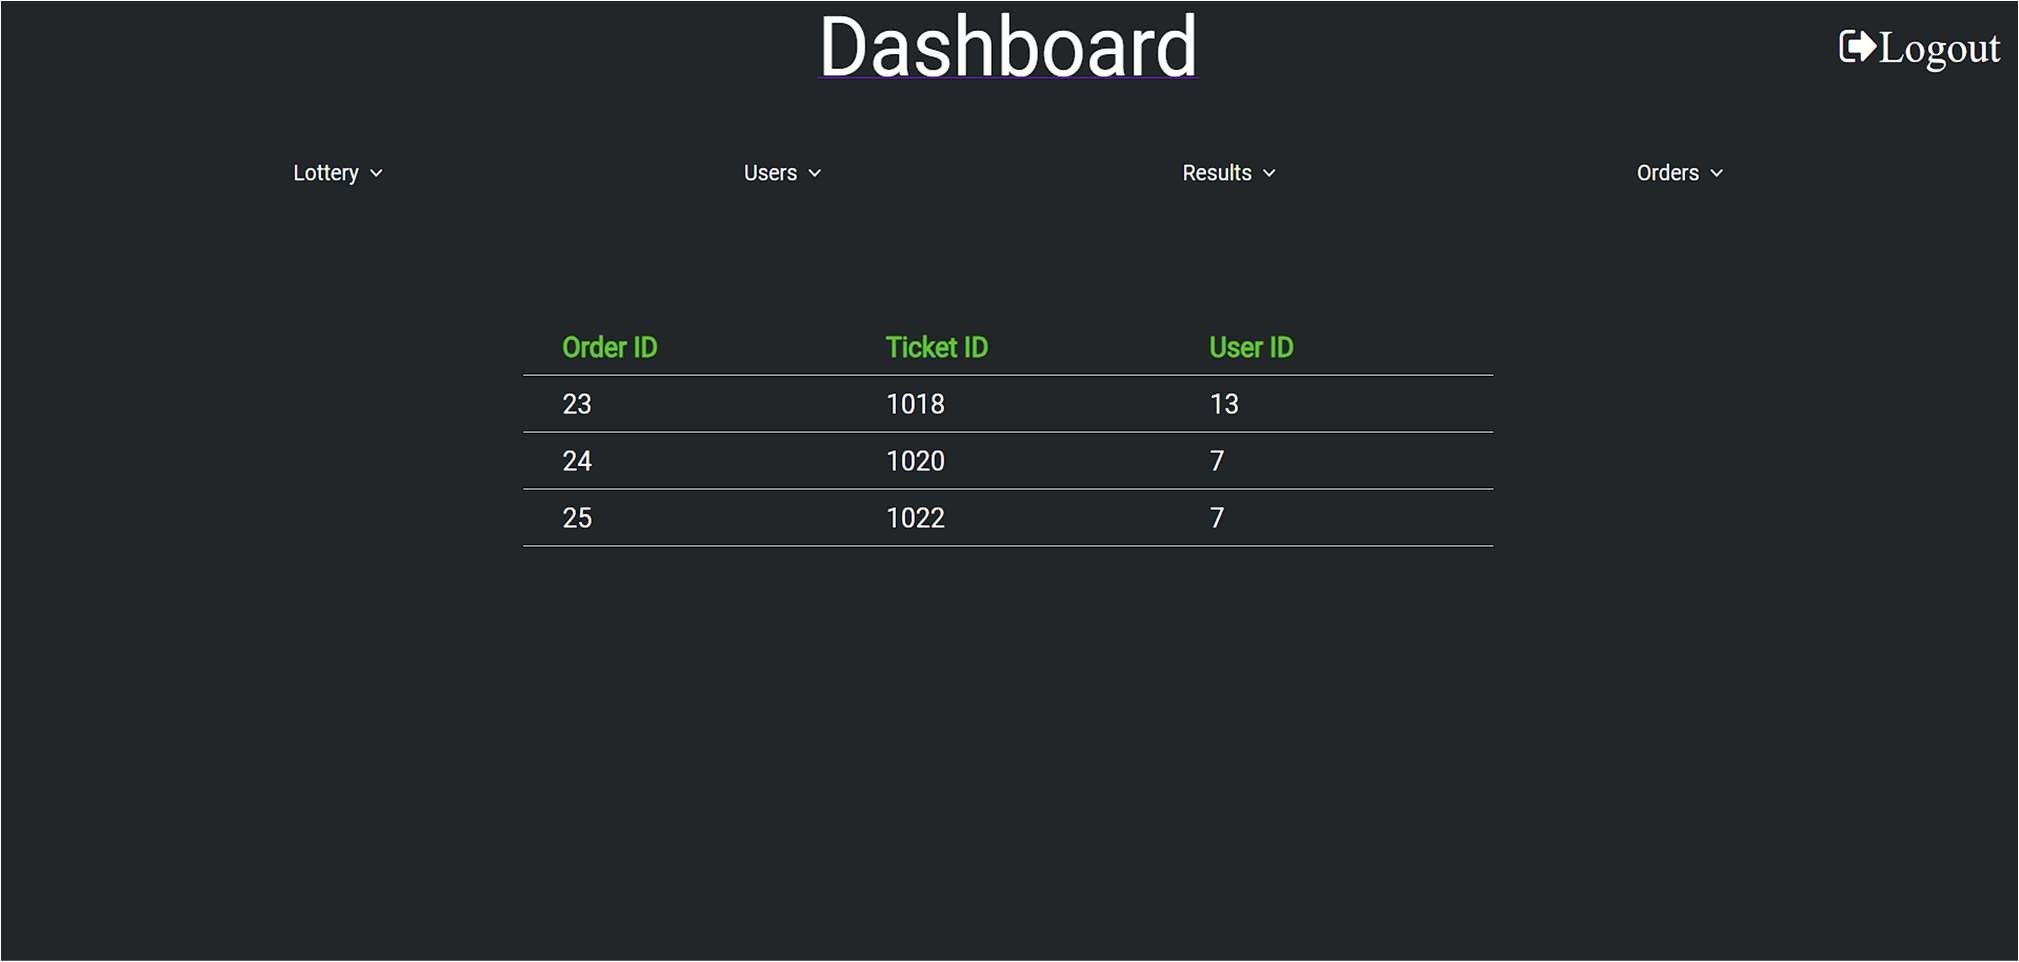 Dashboard
Logout
Lottery Users Results Orders
Order ID Ticket ID User ID
23 1018 13
24 1020 7
25 1022 7